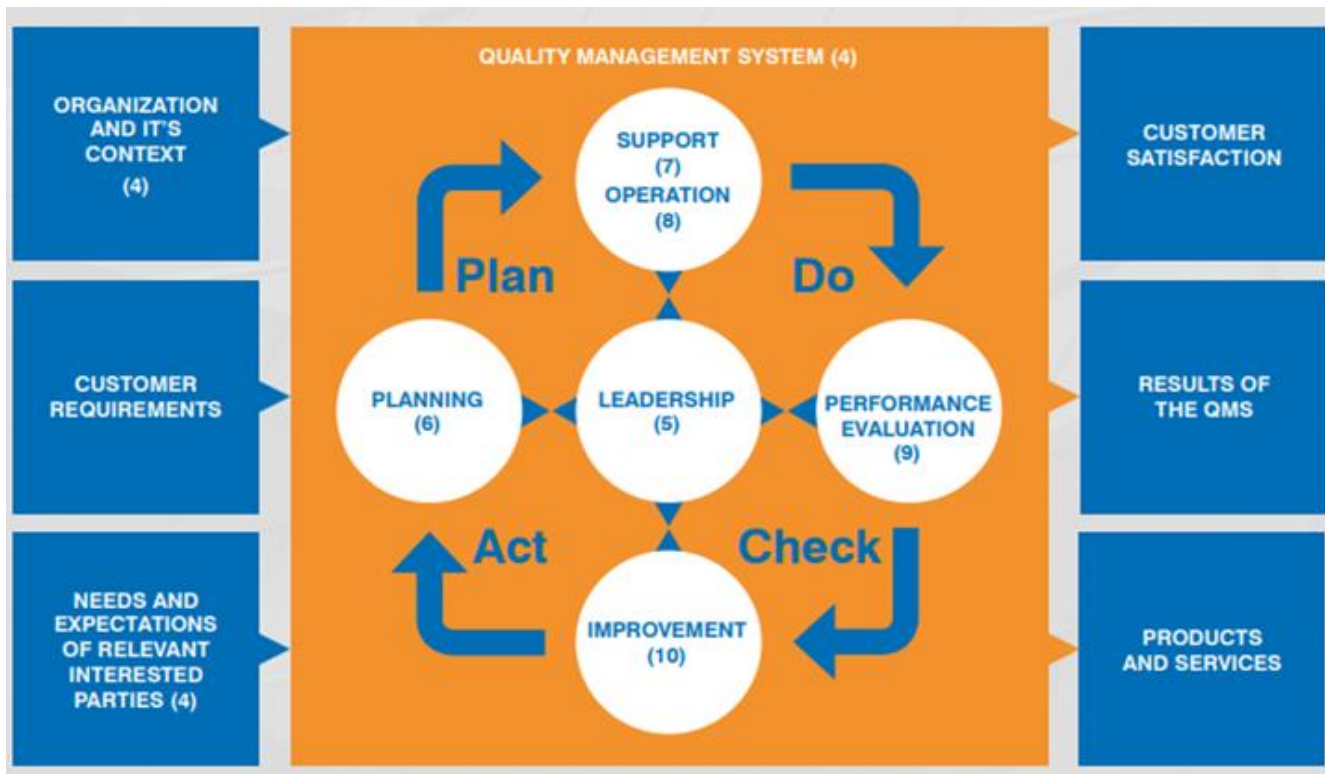 ORGANIZATION
AND IT'S
CONTEXT
(4)
CUSTOMER
REQUIREMENTS
NEEDS AND
EXPECTATIONS
OF RELEVANT
INTERESTED
PARTIES (4)
QUALITY MANAGEMENT SYSTEM (4)
SUPPORT
(7)
OPERATION
(8)
Plan
Do
PLANNING
(6)
LEADERSHIP
(5)
PERFORMANCE
EVALUATION
(9)
Act
Check
IMPROVEMENT
(10)
CUSTOMER
SATISFACTION
RESULTS OF
THE QMS
PRODUCTS
AND SERVICES